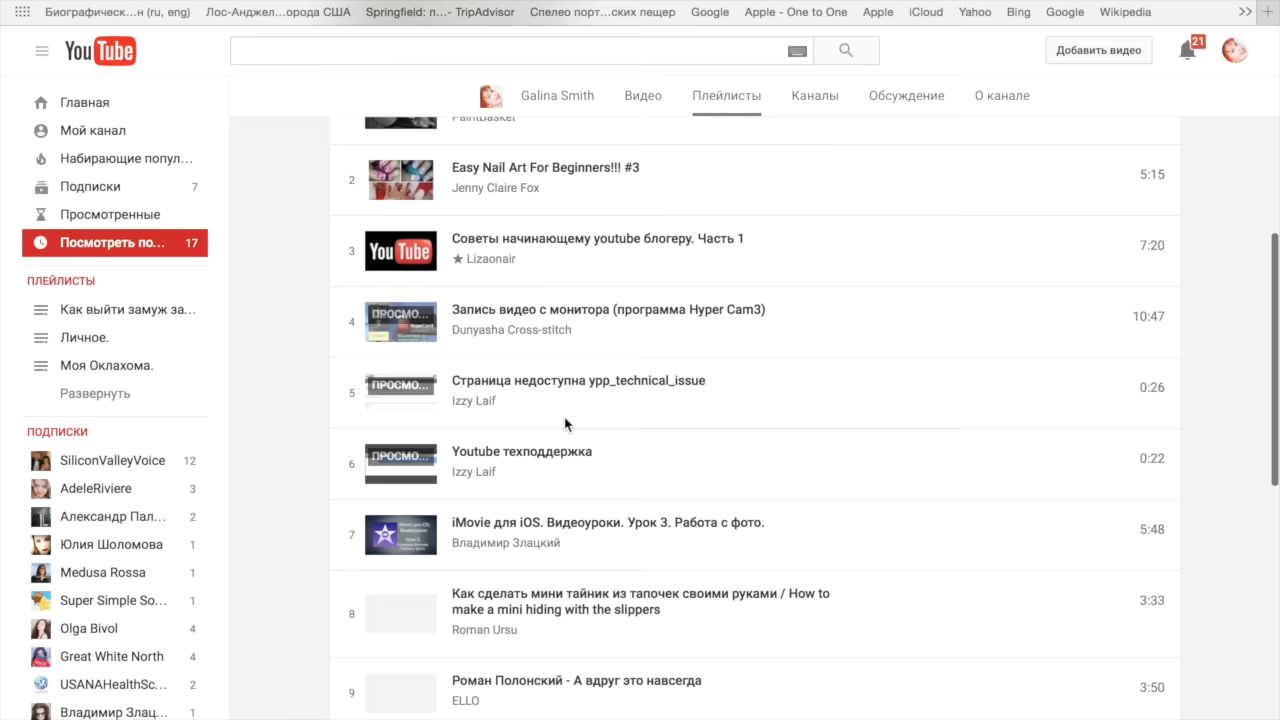 Биографическ...н (ru, eng) Лос-Анджел...орода США Springfield: т...- TripAdvisor Спелео порт...ских пещер Google Apple - One to One Apple iCloud Yahoo Bing Google Wikipedia
YouTube
Добавить видео
21
Galina Smith Видео Плейлисты Каналы Обсуждение О канале
Главная
Мой канал
Набирающие попул...
Подписки 7
Просмотренные
Посмотреть по... 17
ПЛЕЙЛИСТЫ
Как выйти замуж за...
Личное.
Моя Оклахома.
Развернуть
ПОДПИСКИ
SiliconValleyVoice 12
AdeleRiviere 3
Александр Пал... 2
Юлия Шоломова 1
Medusa Rossa 1
Super Simple So... 1
Olga Bivol 4
Great White North 4
USANAHealthSc... 2
Владимир Злац... 1
PaintBasket
2 Easy Nail Art For Beginners!!! #3 5:15
Jenny Claire Fox
3 YouTube Советы начинающему youtube блогеру. Часть 1 7:20
★ Lizaonair
4 ПРОСМО... Запись видео с монитора (программа Hyper Cam3) 10:47
Dunyasha Cross-stitch
5 ПРОСМО... Страница недоступна ypp_technical_issue 0:26
Izzy Laif
6 ПРОСМО... Youtube техподдержка 0:22
Izzy Laif
7 iMovie для iOS. Видеоуроки. Урок 3. Работа с фото. 5:48
Владимир Злацкий
8 Как сделать мини тайник из тапочек своими руками / How to
make a mini hiding with the slippers 3:33
Roman Ursu
9 Роман Полонский - А вдруг это навсегда 3:50
ELLO